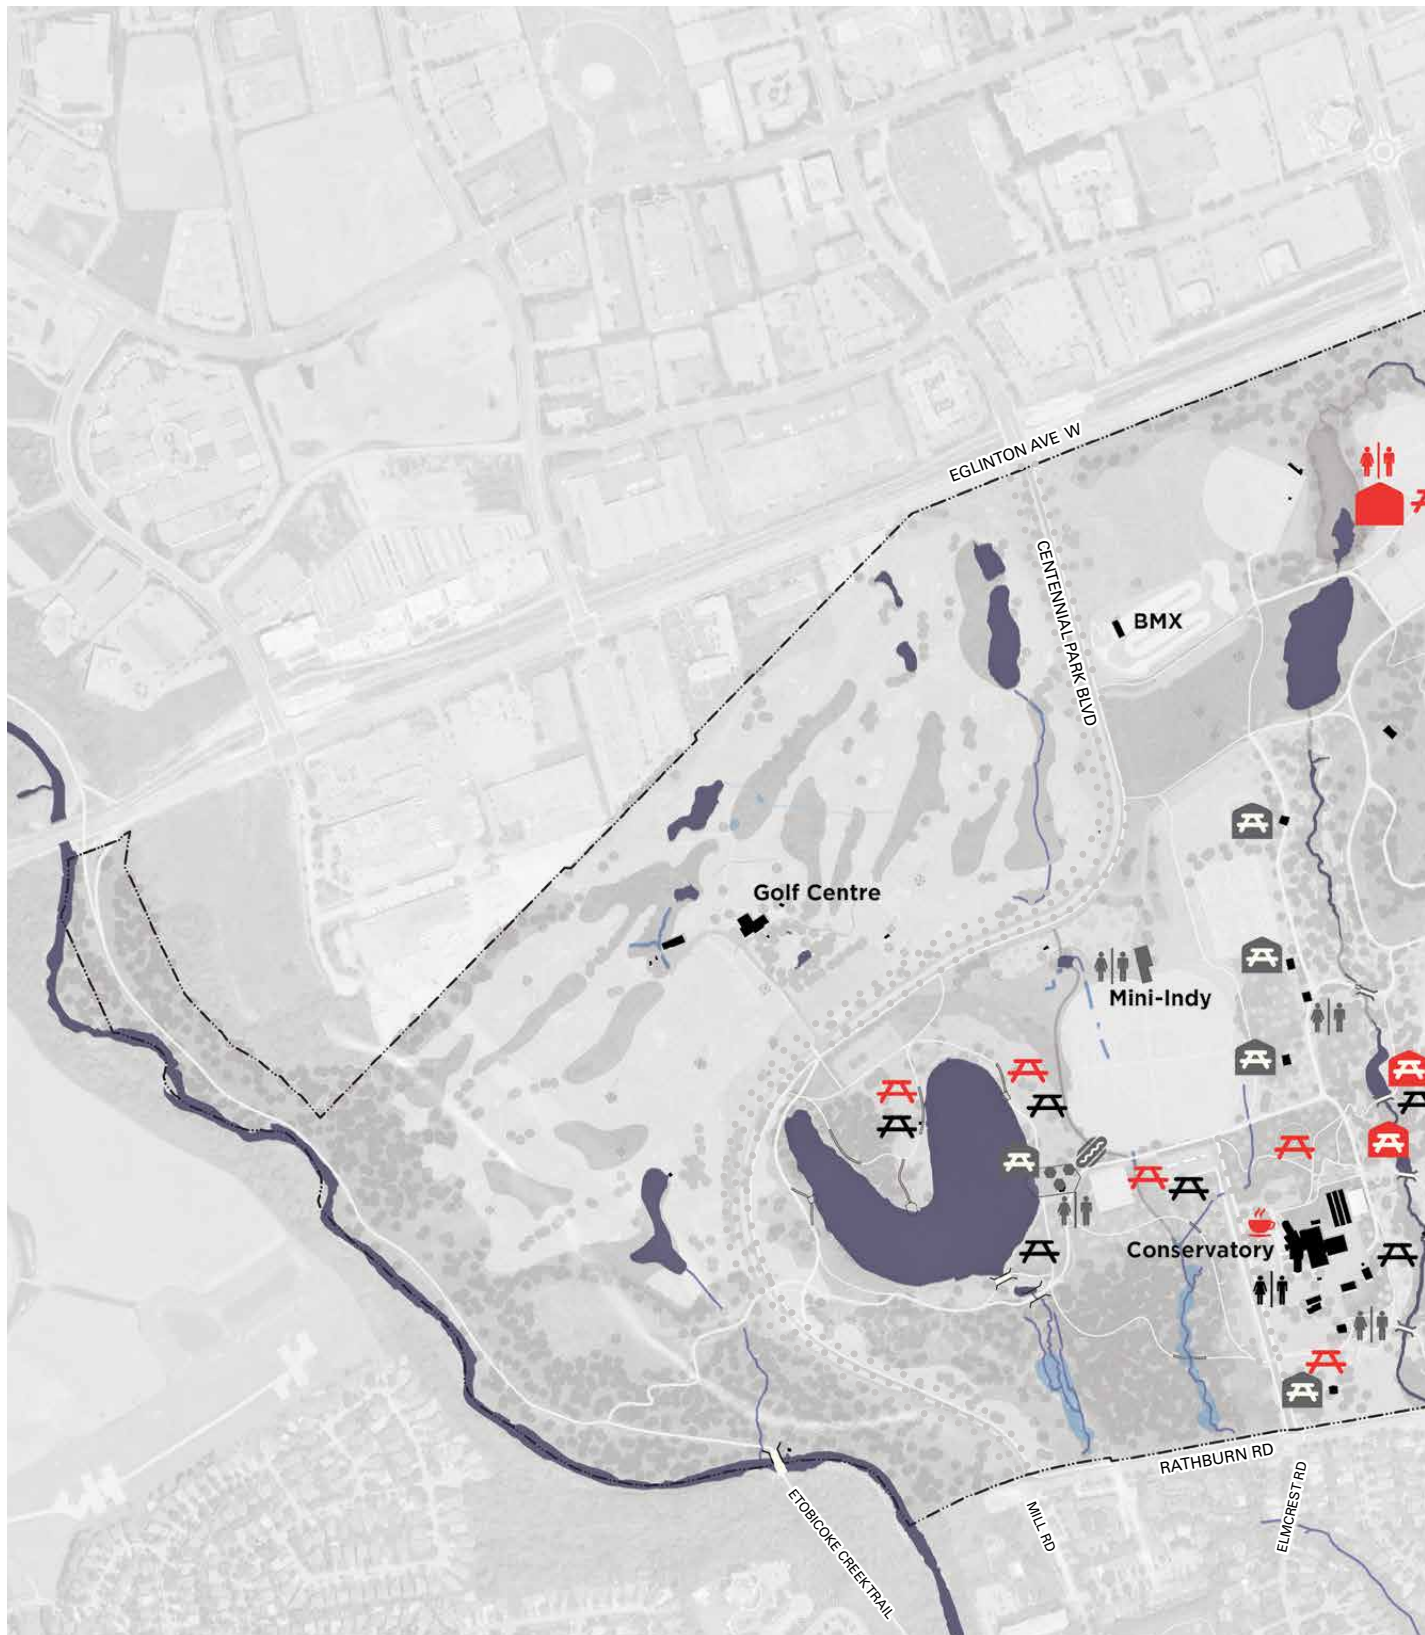 EGLINTON AVE W
CENTENNIAL PARK BLVD
BMX
Golf Centre
Mini-Indy
Conservatory
RATHBURN RD
ETOBICOKE CREEK TRAIL
MILL RD
ELMCREST RD